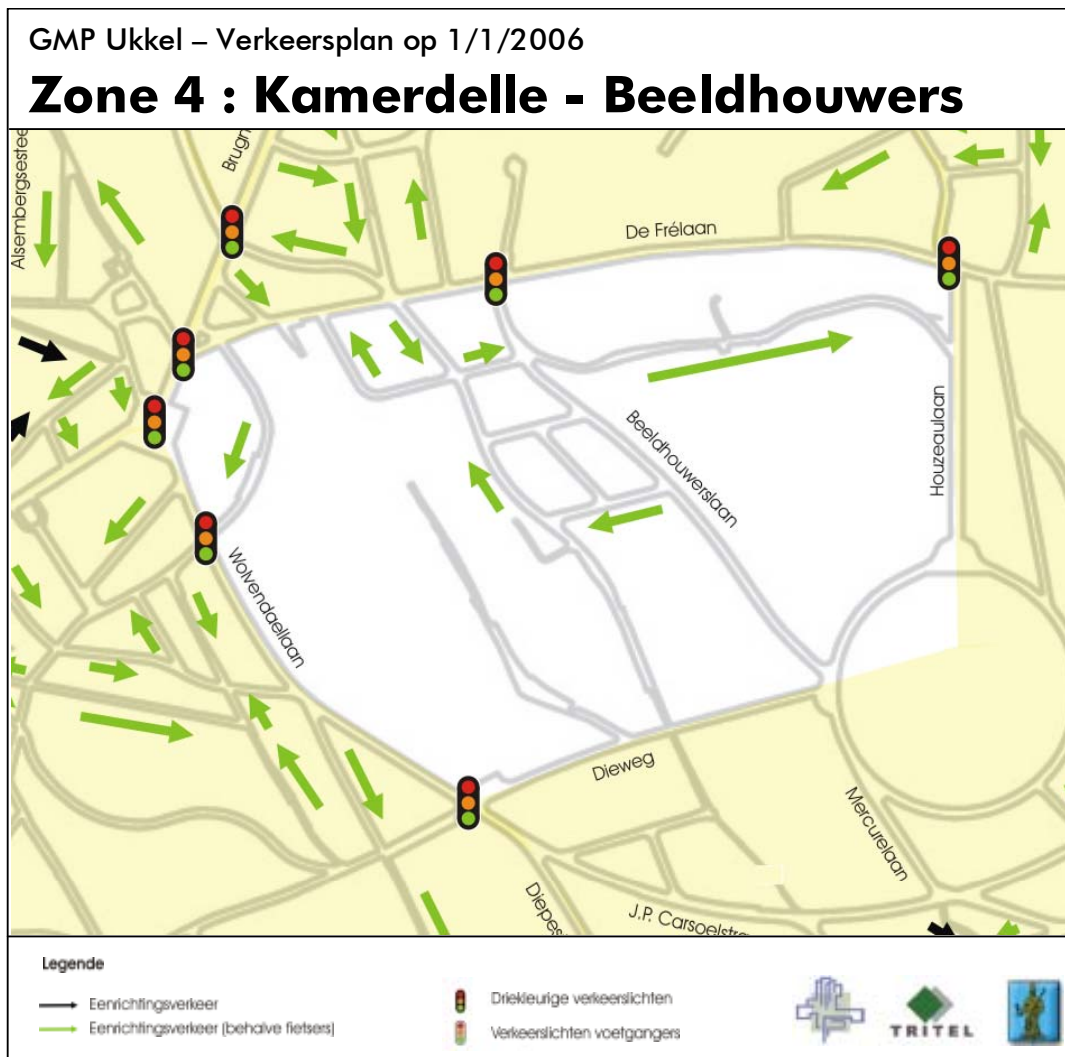 GMP Ukkel – Verkeersplan op 1/1/2006
Zone 4 : Kamerdelle - Beeldhouwers
Alsembergsestee
Brugn
De Frélaan
Houzeaulaan
Beeldhouwerslaan
Wolvendaellaan
Dieweg
Mercurelaan
Diepes
J.P. Carsoelstr
Legende
Eenrichtingsverkeer
Eenrichtingsverkeer (behalve fietsers)
Driekleurige verkeerslichten
Verkeerslichten voetgangers
TRITEL